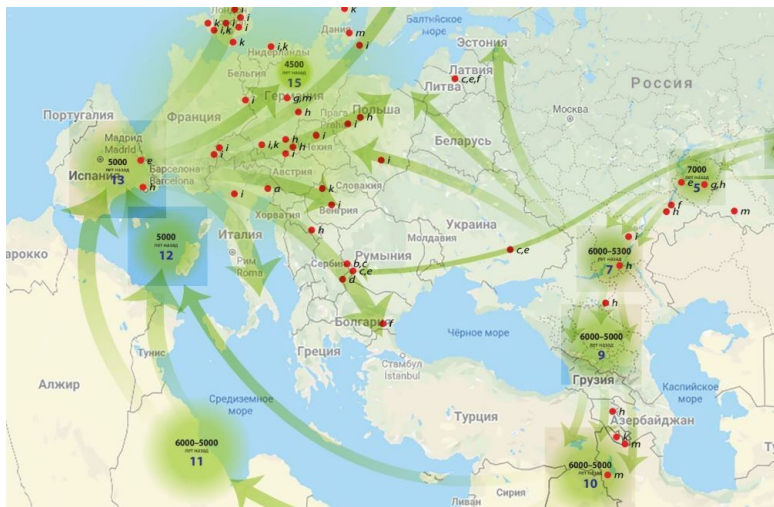 Лондон
k
i
i
i
i,k
k
i,k
Нидерланды
Бельгия
4500
лет назад
15
g,m
Германия
h
i
k
Дания
m
i
Балтийское
море
Эстония
Латвия
c,e,f
Литва
Россия
Москва
Португалия
Франция
Прага
Praha
i
h
Польша
Чехия
i
h
h
i
i,k
i
i
Беларусь
Мадрид
Madrid
5000
лет назад
13
Испания
e
h
Барселона
Barcelona
Австрия
i
a
k
i
Словакия
Венгрия
i
Украина
Молдавия
7000
лет назад
5
e
g,h
f
h
m
5000
лет назад
12
Италия
Рим
Roma
Хорватия
h
Сербия
b,c
c,e
d
Румыния
c,e
i
6000–5300
лет назад
7
h
арокко
Болгария
f
Чёрное море
h
6000–5000
лет назад
9
Грузия
Тунис
Греция
Стамбул
İstanbul
Алжир
Средиземное
море
Турция
h
Азербайджан
k
m
Каспийское
море
6000–5000
лет назад
11
6000–5000
лет назад
10
m
Ливан
Сирия